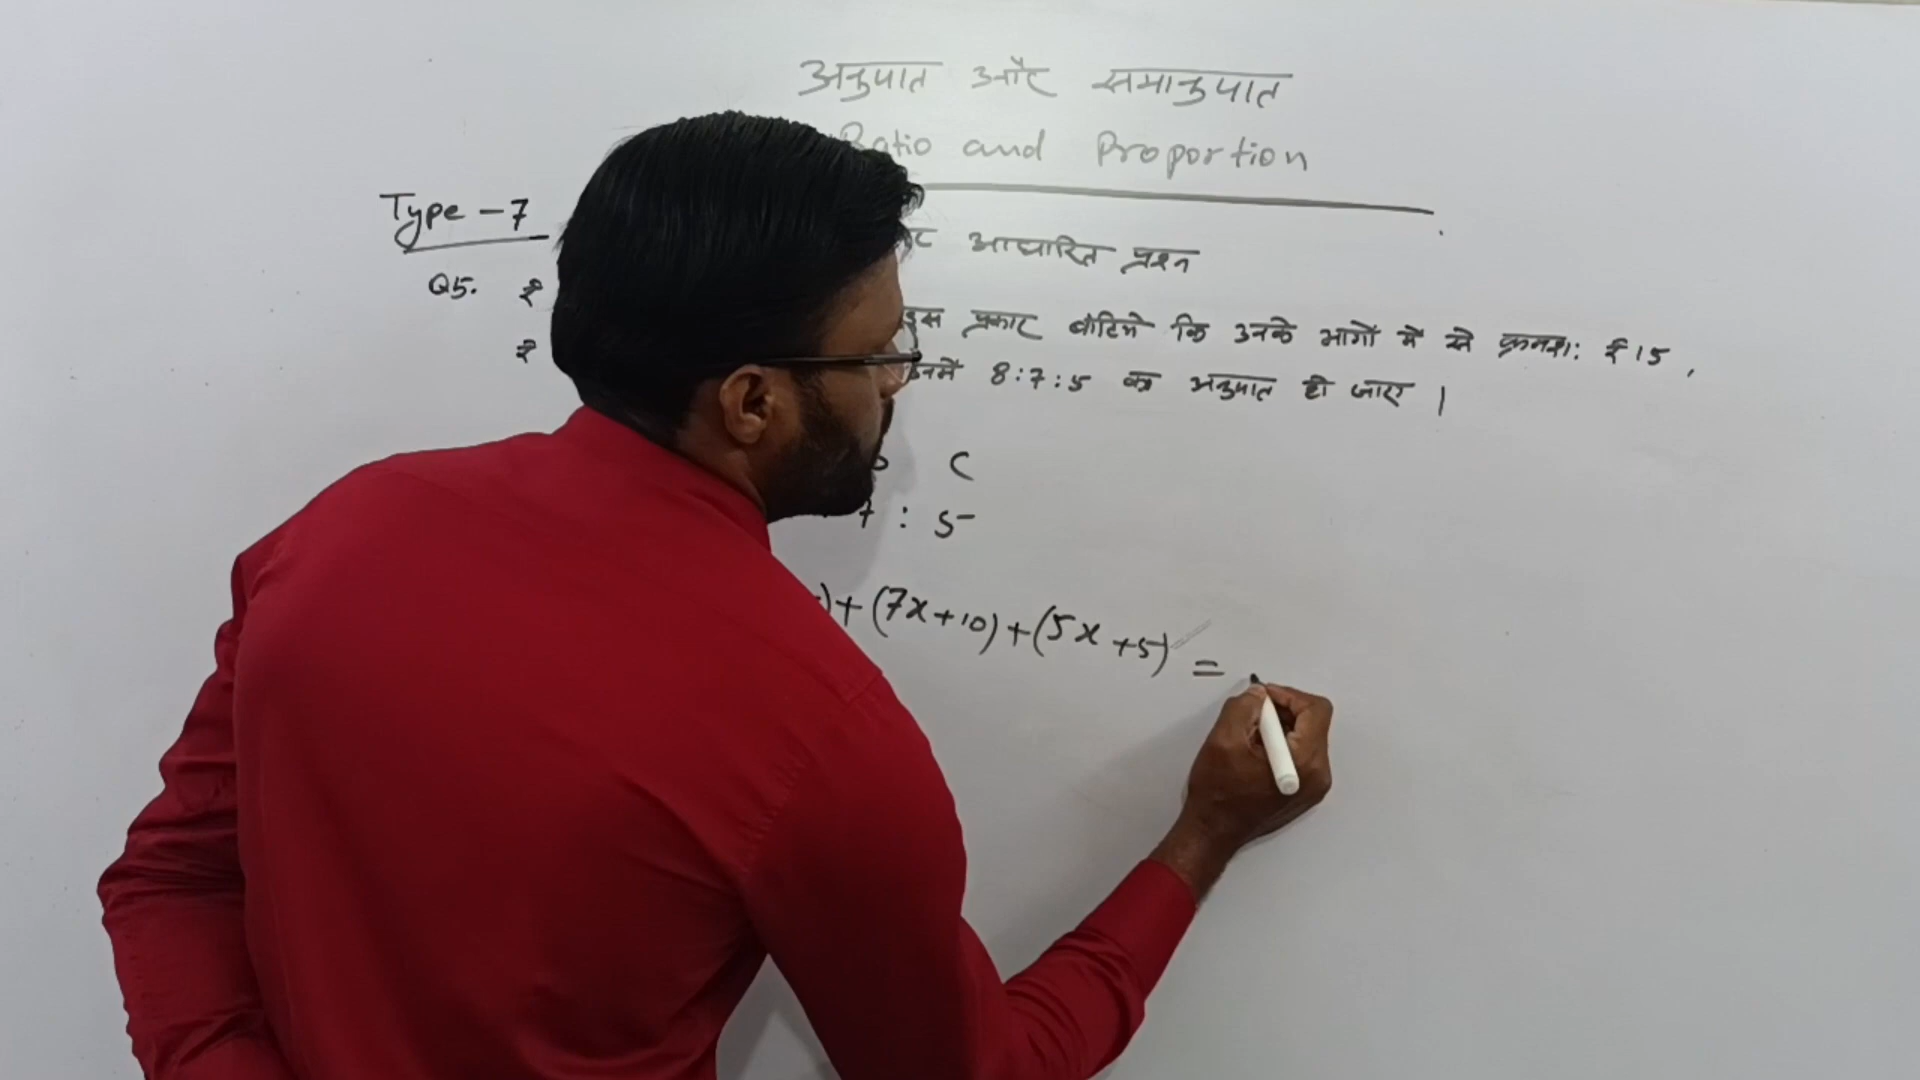 अनुपात और समानुपात
Ratio and Proportion
Type - 7
आधारित प्रश्न
Q5. ₹ इस प्रकार बाँटिये कि उनके भागों में से क्रमशः ₹ 15,
₹ उनमें 8:7:5 का अनुपात हो जाए।
C
7 : 5
) + (7x + 10) + (5x + 5) =